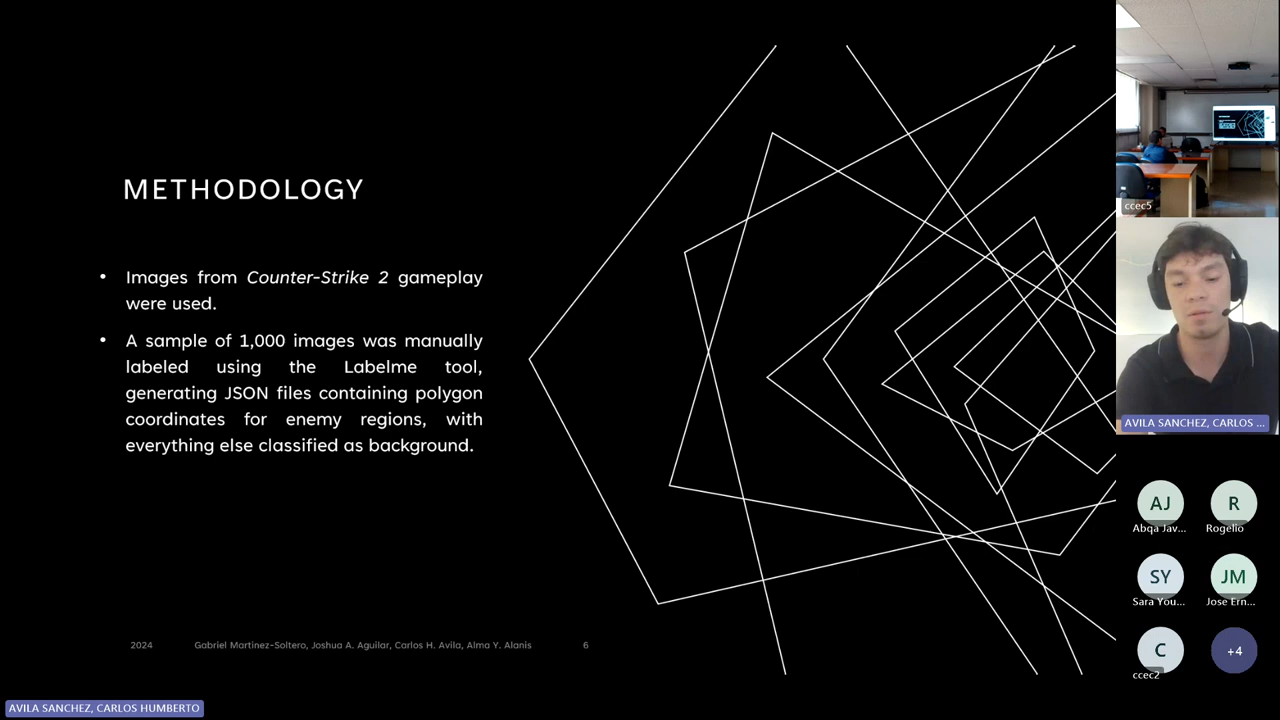 METHODOLOGY
• Images from Counter-Strike 2 gameplay
were used.
• A sample of 1,000 images was manually
labeled using the Labelme tool,
generating JSON files containing polygon
coordinates for enemy regions, with
everything else classified as background.
2024 Gabriel Martinez-Soltero, Joshua A. Aguilar, Carlos H. Avila, Alma Y. Alanis 6
AVILA SANCHEZ, CARLOS HUMBERTO
ccec5
AVILA SANCHEZ, CARLOS ...
AJ R
Abqa Jav... Rogelio
SY JM
Sara You... Jose Ern...
C +4
ccec2